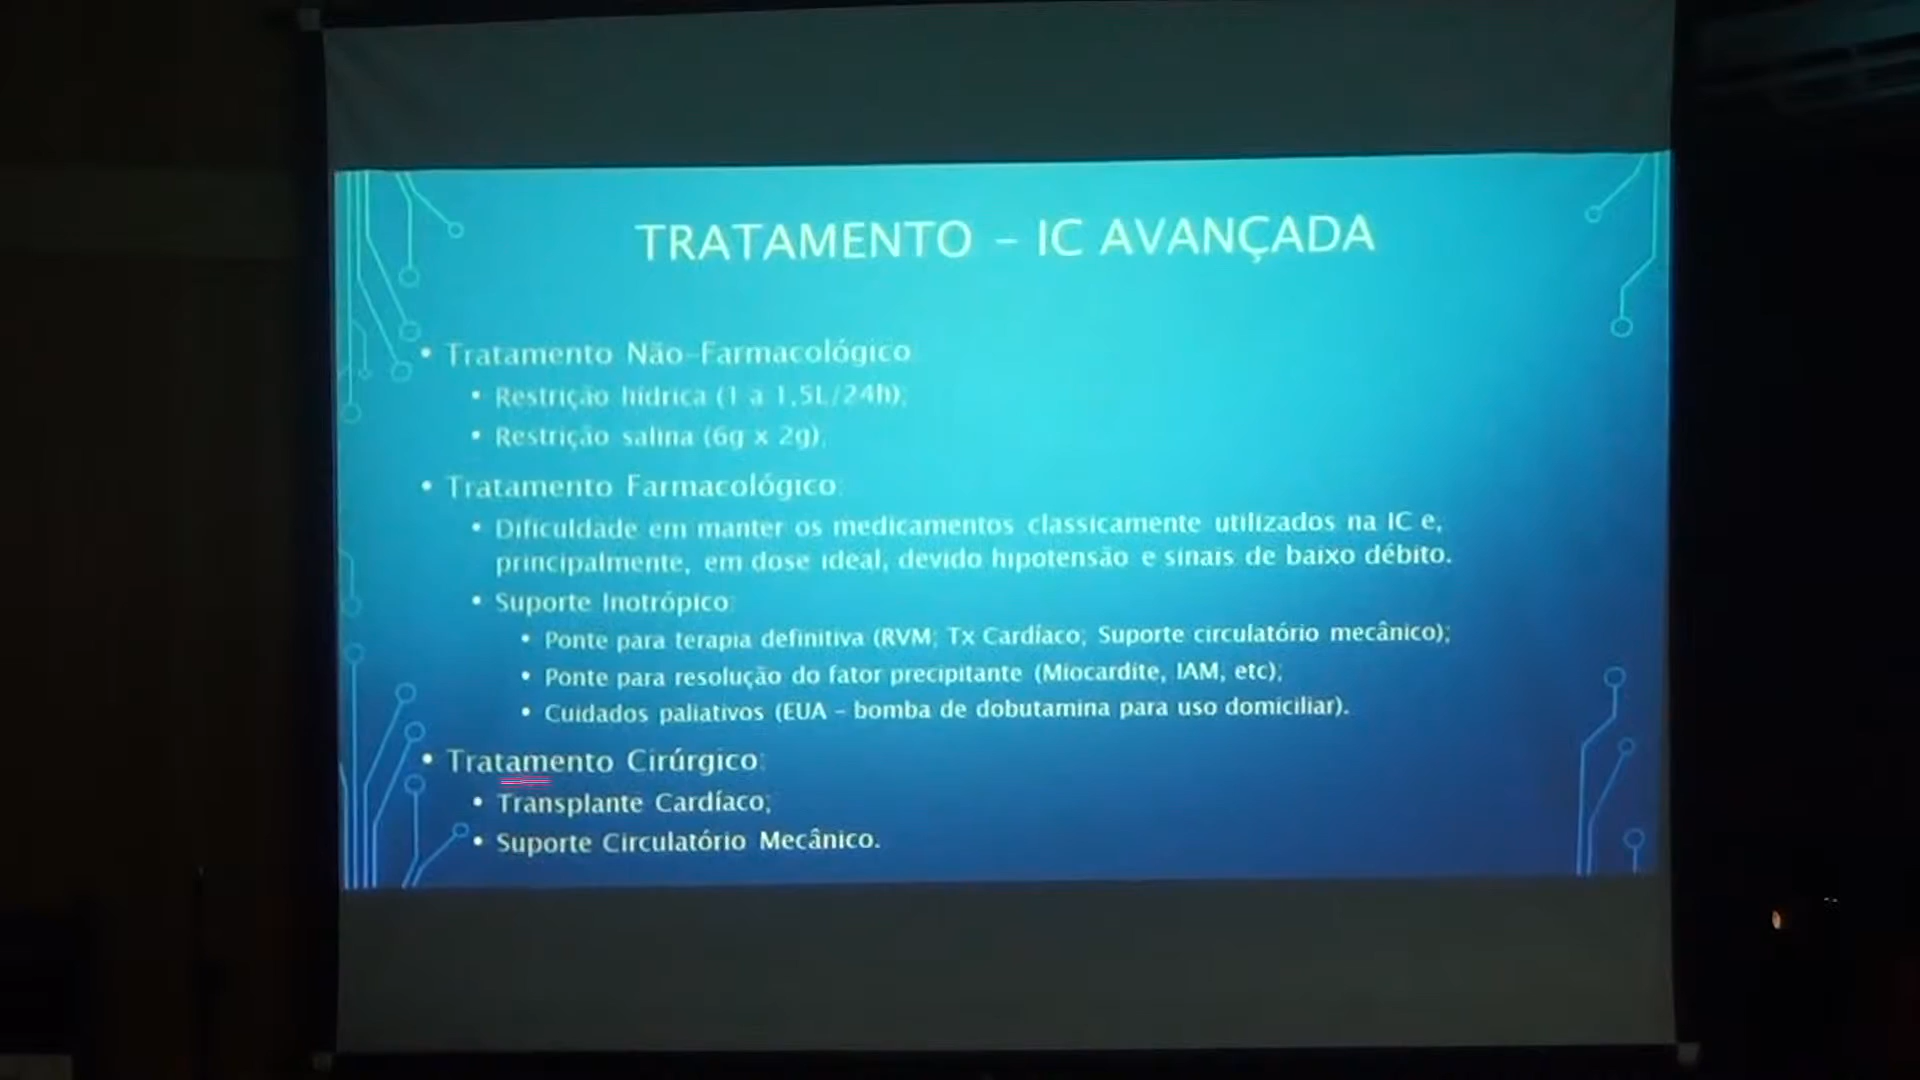 TRATAMENTO – IC AVANÇADA
• Tratamento Não-Farmacológico:
• Restrição hídrica (1 a 1,5L/24h);
• Restrição salina (6g x 2g);
• Tratamento Farmacológico:
• Dificuldade em manter os medicamentos classicamente utilizados na IC e,
principalmente, em dose ideal, devido hipotensão e sinais de baixo débito.
• Suporte Inotrópico:
• Ponte para terapia definitiva (RVM; Tx Cardíaco; Suporte circulatório mecânico);
• Ponte para resolução do fator precipitante (Miocardite, IAM, etc);
• Cuidados paliativos (EUA – bomba de dobutamina para uso domiciliar).
• Tratamento Cirúrgico:
• Transplante Cardíaco;
• Suporte Circulatório Mecânico.